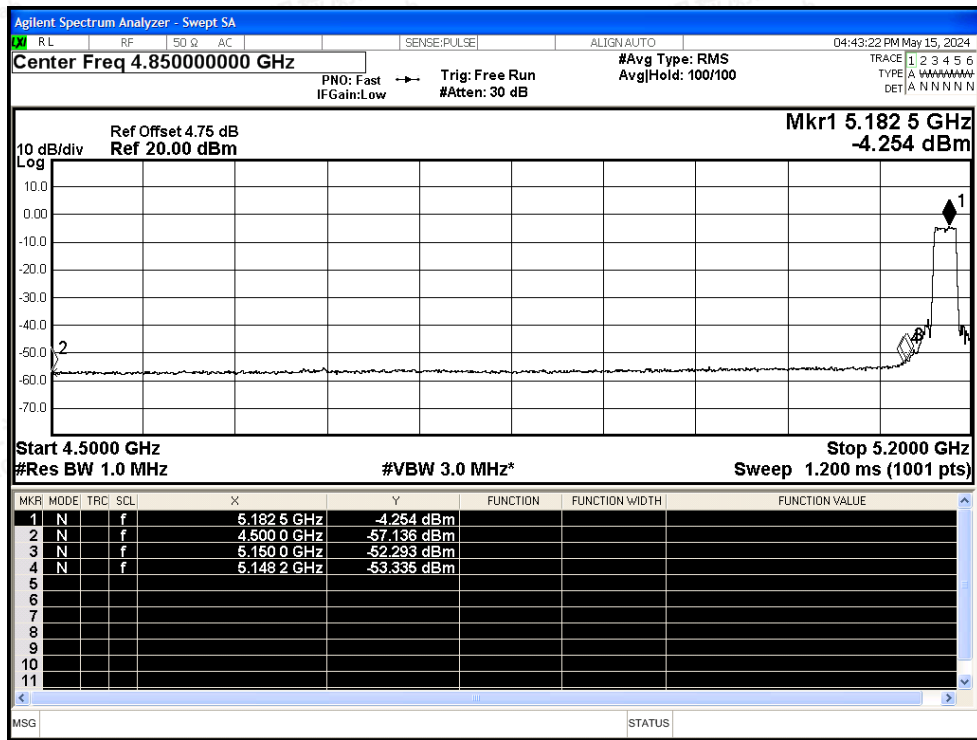 Agilent Spectrum Analyzer - Swept SA
LXI RL RF 50 Ω AC SENSE:PULSE ALIGN AUTO 04:43:22 PM May 15, 2024
Center Freq 4.850000000 GHz
#Avg Type: RMS
TRACE 1 2 3 4 5 6
PNO: Fast
Trig: Free Run
Avg|Hold: 100/100
TYPE A WWWWW
IFGain:Low
#Atten: 30 dB
DET A N N N N N
Mkr1 5.182 5 GHz
-4.254 dBm
Ref Offset 4.75 dB
10 dB/div Ref 20.00 dBm
Log
10.0
0.00
-10.0
-20.0
-30.0
-40.0
-50.0
-60.0
-70.0
1
2
Start 4.5000 GHz Stop 5.2000 GHz
#Res BW 1.0 MHz #VBW 3.0 MHz* Sweep 1.200 ms (1001 pts)
MKR MODE TRC SCL X Y FUNCTION FUNCTION WIDTH FUNCTION VALUE
1 N f 5.182 5 GHz -4.254 dBm
2 N f 4.500 0 GHz -57.136 dBm
3 N f 5.150 0 GHz -52.293 dBm
4 N f 5.148 2 GHz -53.335 dBm
5
6
7
8
9
10
11
MSG STATUS